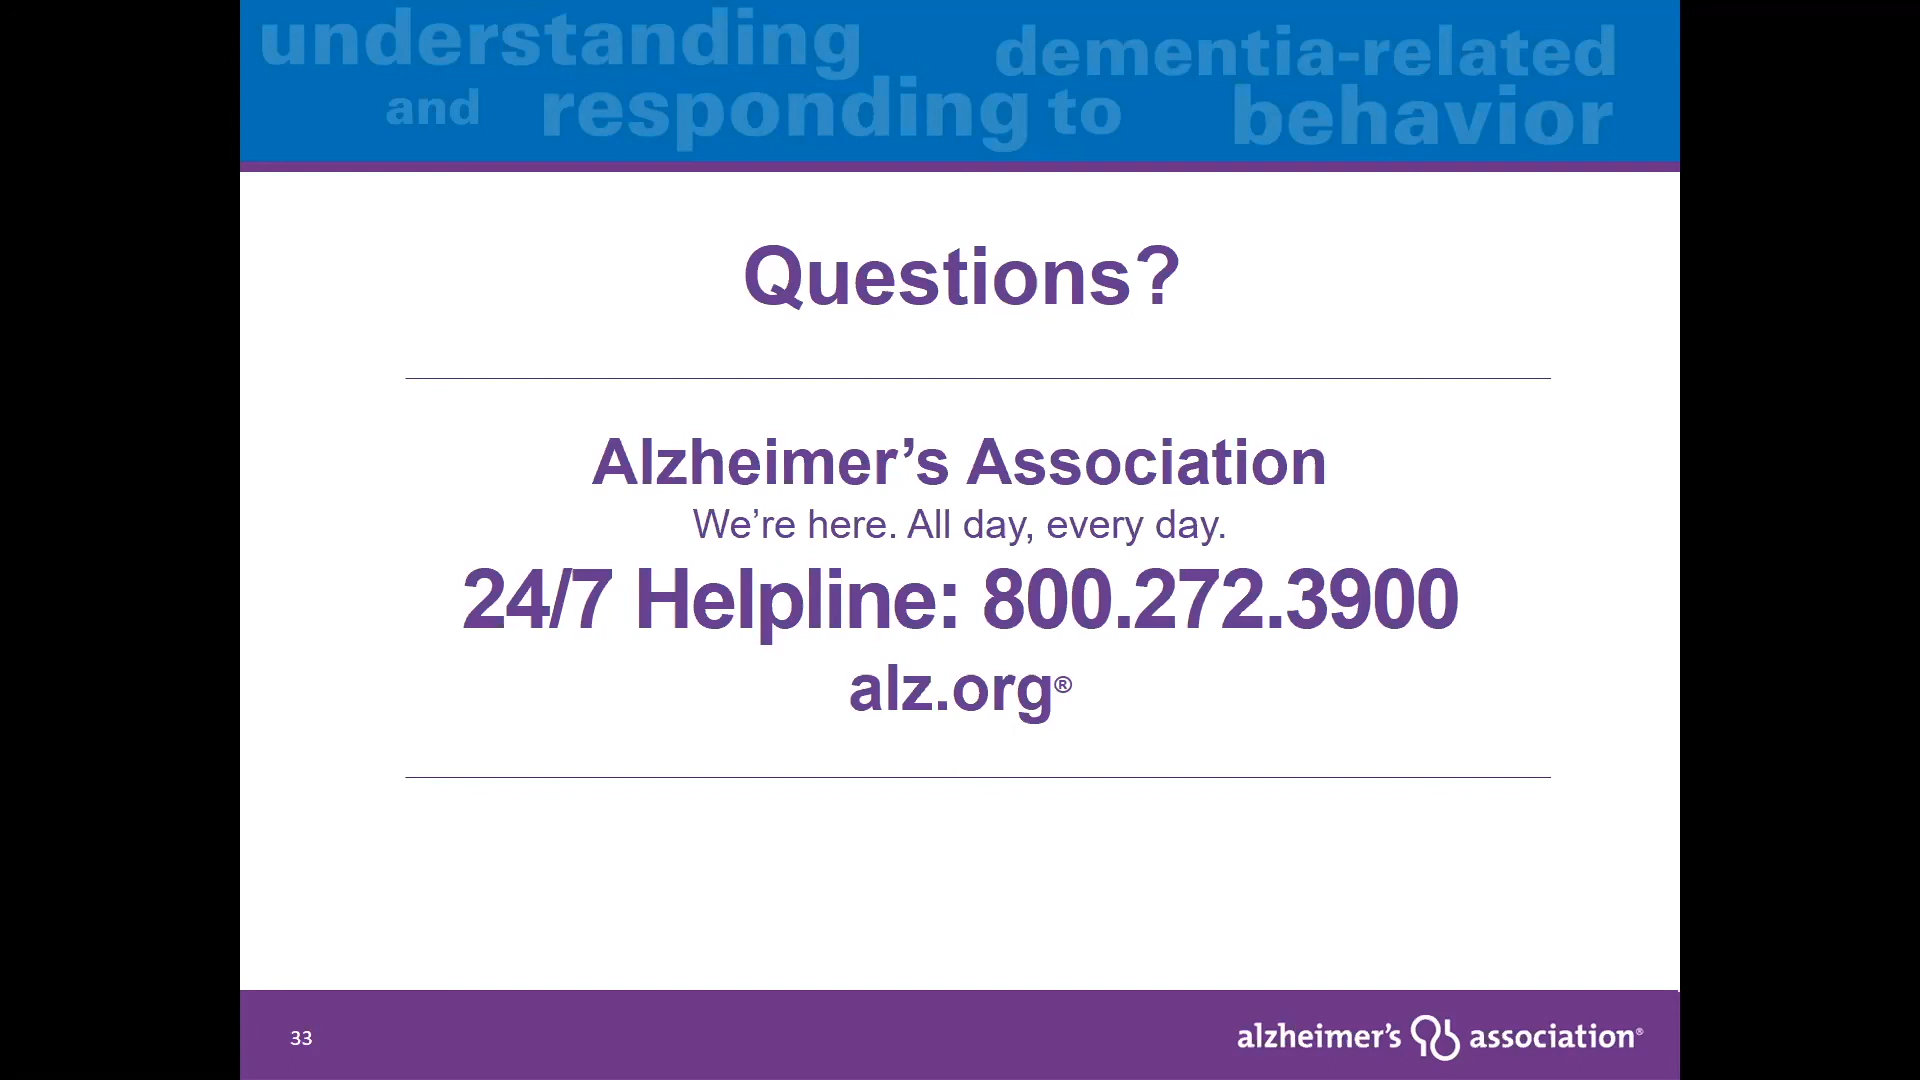 understanding dementia-related
and responding to behavior
Questions?
Alzheimer’s Association
We’re here. All day, every day.
24/7 Helpline: 800.272.3900
alz.org®
33
alzheimer’s association®